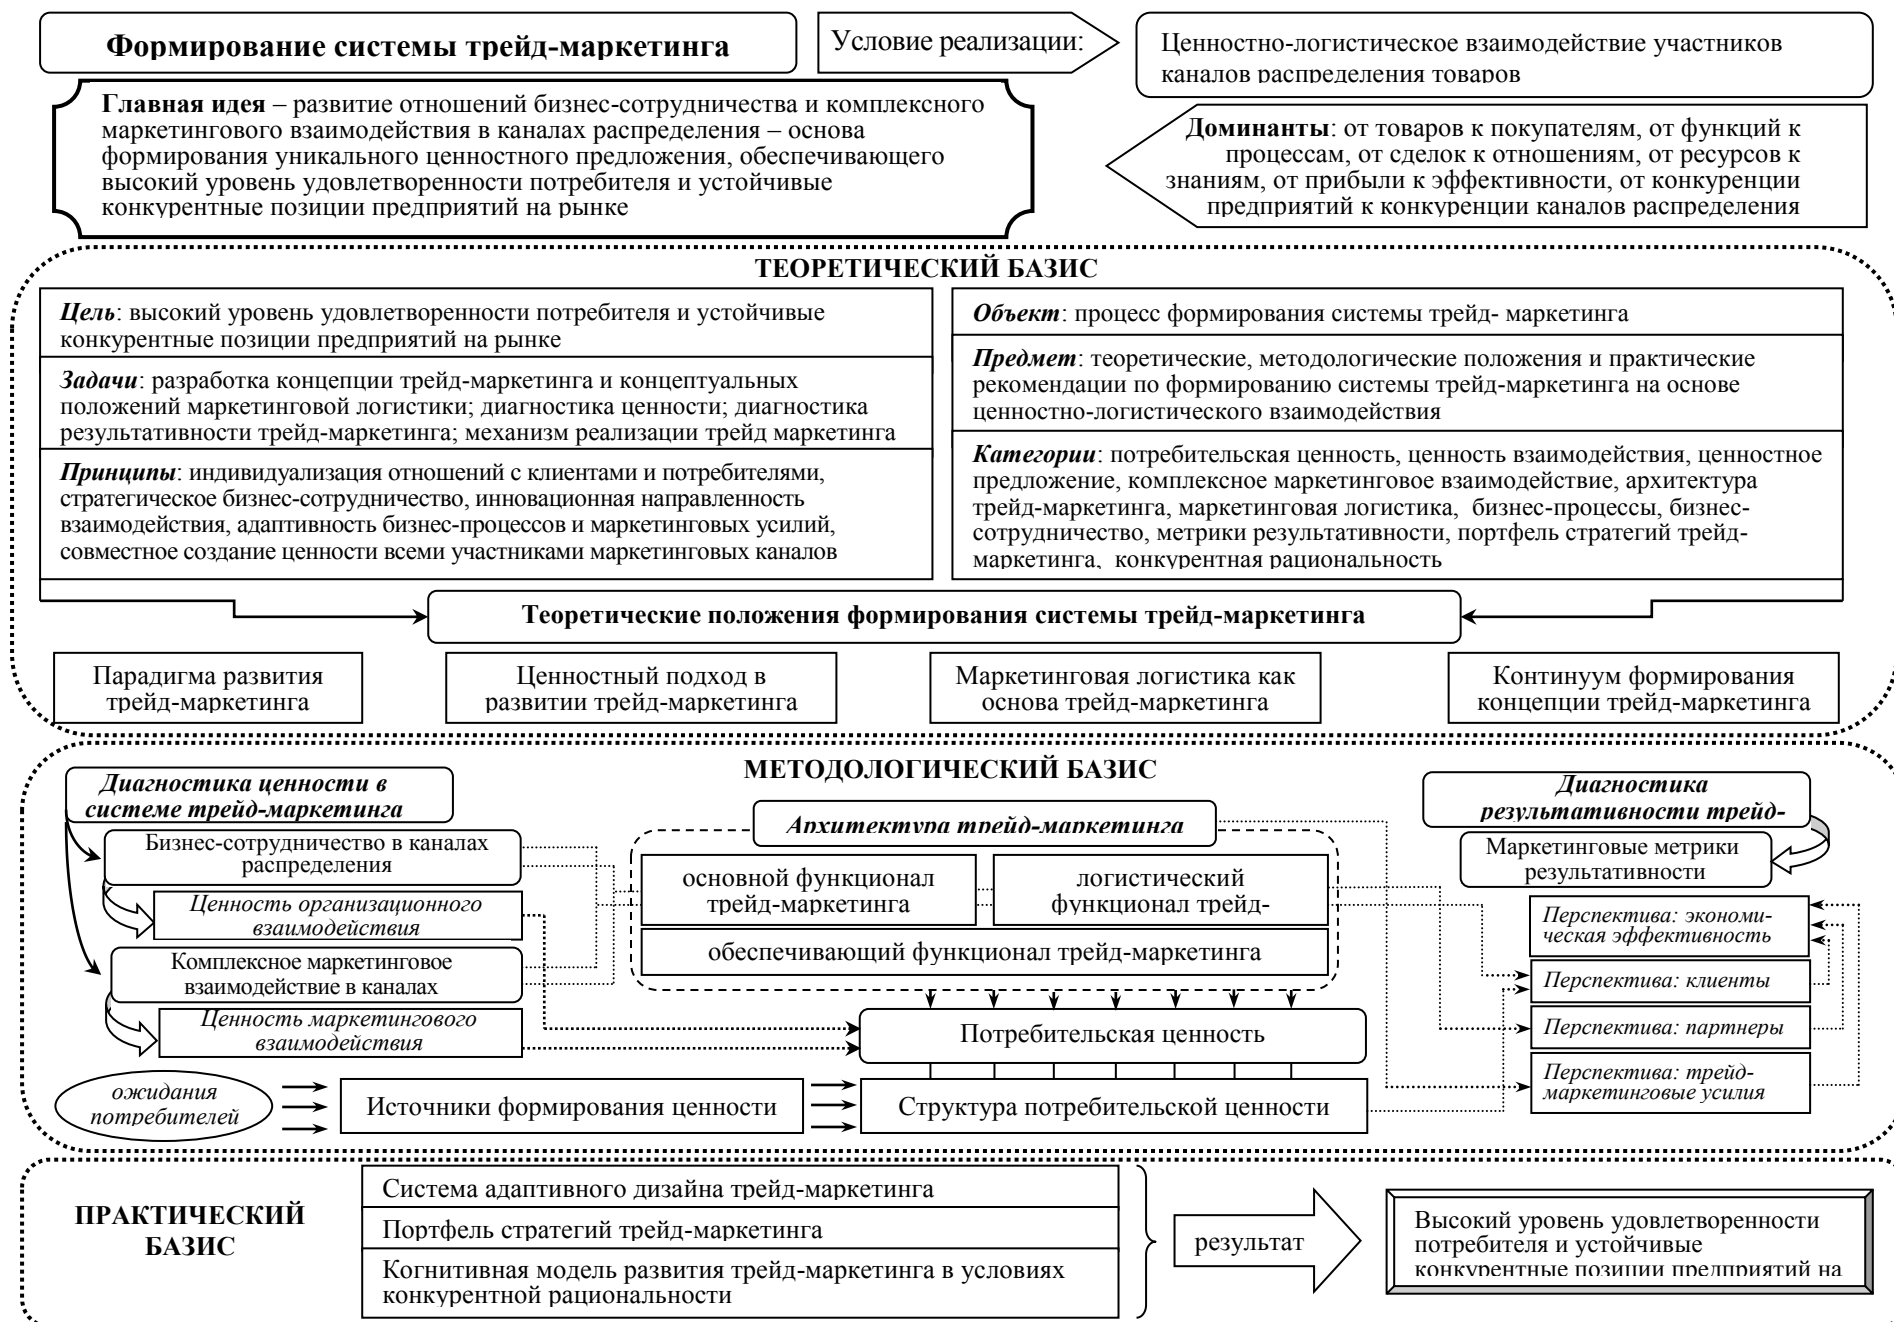 Формирование системы трейд-маркетинга
Условие реализации:
Ценностно-логистическое взаимодействие участников
каналов распределения товаров
Главная идея – развитие отношений бизнес-сотрудничества и комплексного
маркетингового взаимодействия в каналах распределения – основа
формирования уникального ценностного предложения, обеспечивающего
высокий уровень удовлетворенности потребителя и устойчивые
конкурентные позиции предприятий на рынке
Доминанты: от товаров к покупателям, от функций к
процессам, от сделок к отношениям, от ресурсов к
знаниям, от прибыли к эффективности, от конкуренции
предприятий к конкуренции каналов распределения
ТЕОРЕТИЧЕСКИЙ БАЗИС
Цель: высокий уровень удовлетворенности потребителя и устойчивые
конкурентные позиции предприятий на рынке
Задачи: разработка концепции трейд-маркетинга и концептуальных
положений маркетинговой логистики; диагностика ценности; диагностика
результативности трейд-маркетинга; механизм реализации трейд маркетинга
Принципы: индивидуализация отношений с клиентами и потребителями,
стратегическое бизнес-сотрудничество, инновационная направленность
взаимодействия, адаптивность бизнес-процессов и маркетинговых усилий,
совместное создание ценности всеми участниками маркетинговых каналов
Объект: процесс формирования системы трейд- маркетинга
Предмет: теоретические, методологические положения и практические
рекомендации по формированию системы трейд-маркетинга на основе
ценностно-логистического взаимодействия
Категории: потребительская ценность, ценность взаимодействия, ценностное
предложение, комплексное маркетинговое взаимодействие, архитектура
трейд-маркетинга, маркетинговая логистика, бизнес-процессы, бизнес-
сотрудничество, метрики результативности, портфель стратегий трейд-
маркетинга, конкурентная рациональность
Теоретические положения формирования системы трейд-маркетинга
Парадигма развития
трейд-маркетинга
Ценностный подход в
развитии трейд-маркетинга
Маркетинговая логистика как
основа трейд-маркетинга
Континуум формирования
концепции трейд-маркетинга
МЕТОДОЛОГИЧЕСКИЙ БАЗИС
Диагностика ценности в
системе трейд-маркетинга
Бизнес-сотрудничество в каналах
распределения
Ценность организационного
взаимодействия
Комплексное маркетинговое
взаимодействие в каналах
Ценность маркетингового
взаимодействия
Архитектура трейд-маркетинга
основной функционал
трейд-маркетинга
логистический
функционал трейд-
обеспечивающий функционал трейд-маркетинга
Потребительская ценность
ожидания
потребителей
Источники формирования ценности
Структура потребительской ценности
Диагностика
результативности трейд-
Маркетинговые метрики
результативности
Перспектива: экономи-
ческая эффективность
Перспектива: клиенты
Перспектива: партнеры
Перспектива: трейд-
маркетинговые усилия
ПРАКТИЧЕСКИЙ
БАЗИС
Система адаптивного дизайна трейд-маркетинга
Портфель стратегий трейд-маркетинга
Когнитивная модель развития трейд-маркетинга в условиях
конкурентной рациональности
результат
Высокий уровень удовлетворенности
потребителя и устойчивые
конкурентные позиции предприятий на